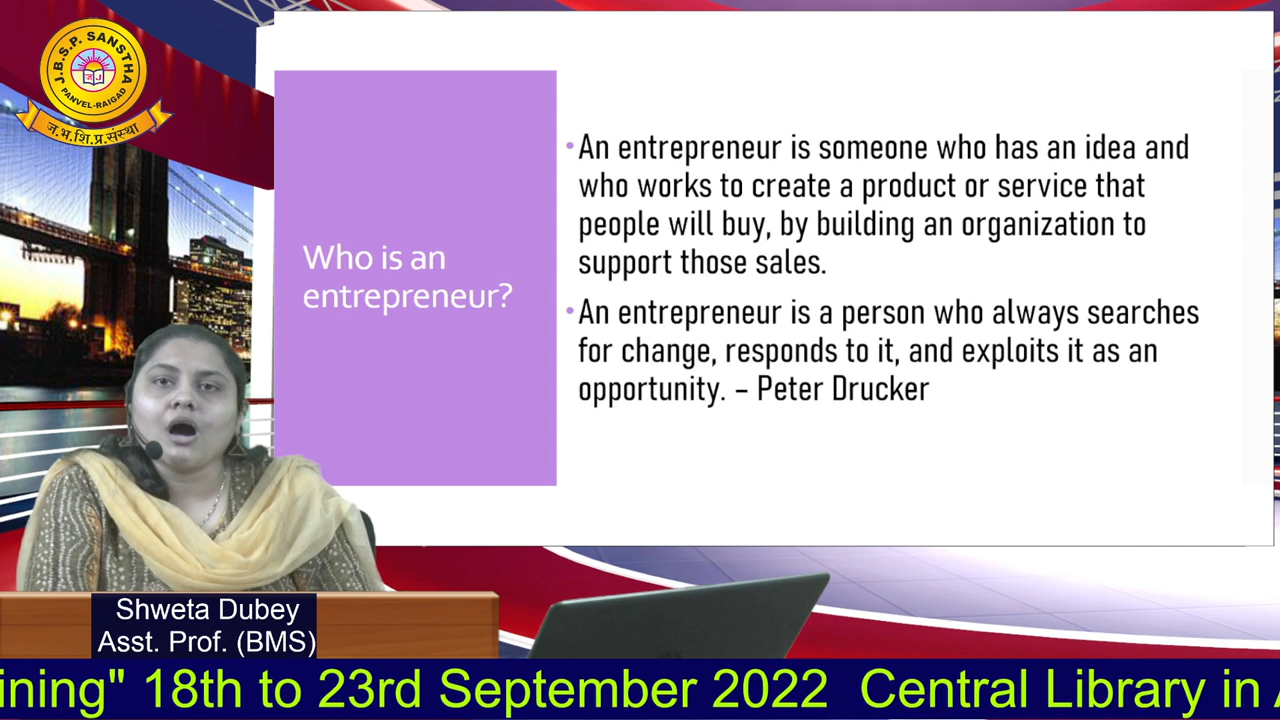 J.B.S.P. SANSTHA
PANVEL-RAIGAD
ज.भ.शि.प्र.संस्था
Who is an
entrepreneur?
•An entrepreneur is someone who has an idea and
who works to create a product or service that
people will buy, by building an organization to
support those sales.
•An entrepreneur is a person who always searches
for change, responds to it, and exploits it as an
opportunity. – Peter Drucker
Shweta Dubey
Asst. Prof. (BMS)
ining" 18th to 23rd September 2022 Central Library in